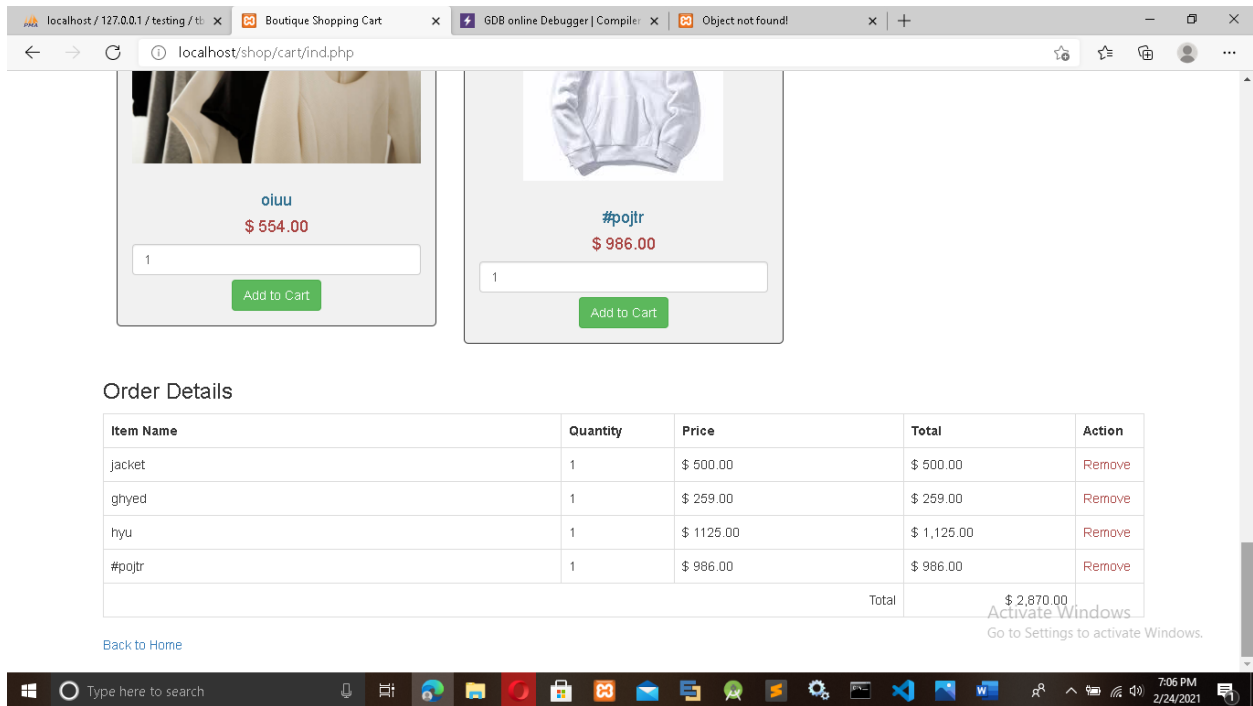 localhost / 127.0.0.1 / testing / tb
Boutique Shopping Cart
GDB online Debugger | Compiler
Object not found!
localhost/shop/cart/ind.php
oiuu
$ 554.00
1
Add to Cart
#pojtr
$ 986.00
1
Add to Cart
Order Details
Item Name Quantity Price Total Action
jacket 1 $ 500.00 $ 500.00 Remove
ghyed 1 $ 259.00 $ 259.00 Remove
hyu 1 $ 1125.00 $ 1,125.00 Remove
#pojtr 1 $ 986.00 $ 986.00 Remove
Total $ 2,870.00
Activate Windows
Go to Settings to activate Windows.
Back to Home
Type here to search
7:06 PM
2/24/2021